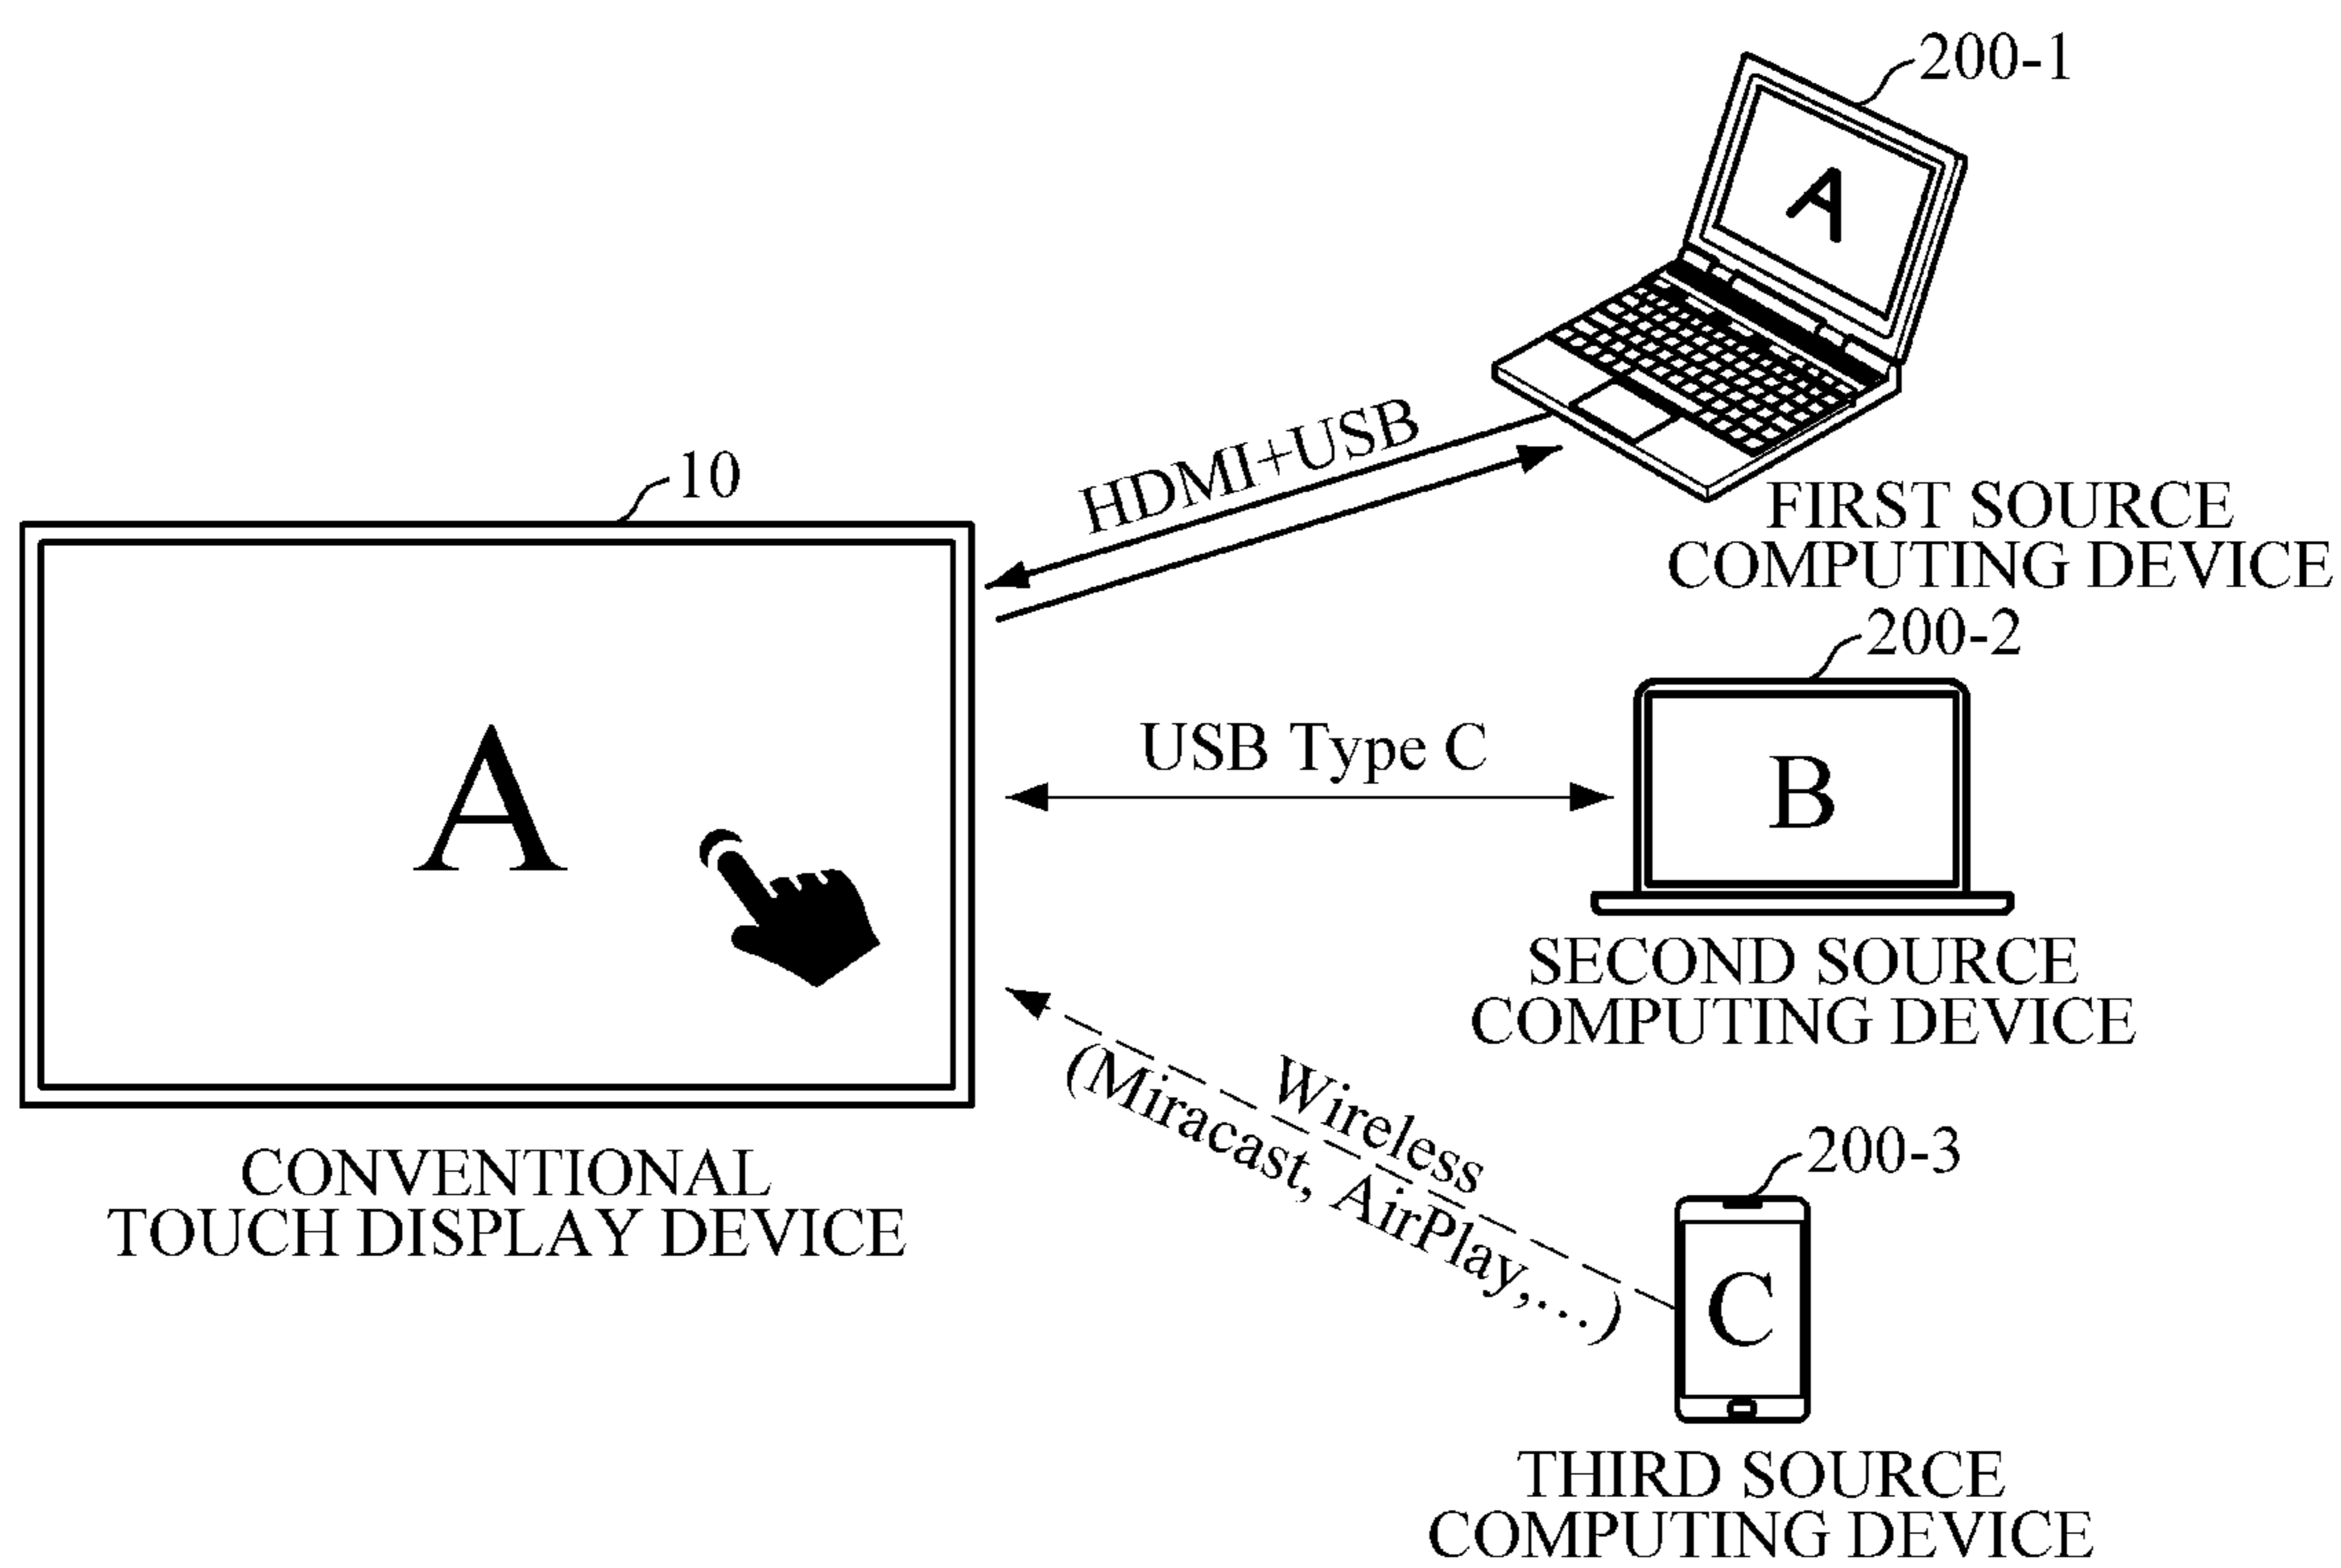 200-1
A
HDMI+USB
FIRST SOURCE
COMPUTING DEVICE
10
A
CONVENTIONAL
TOUCH DISPLAY DEVICE
200-2
USB Type C
B
SECOND SOURCE
COMPUTING DEVICE
Wireless
(Miracast, AirPlay,...)
200-3
C
THIRD SOURCE
COMPUTING DEVICE